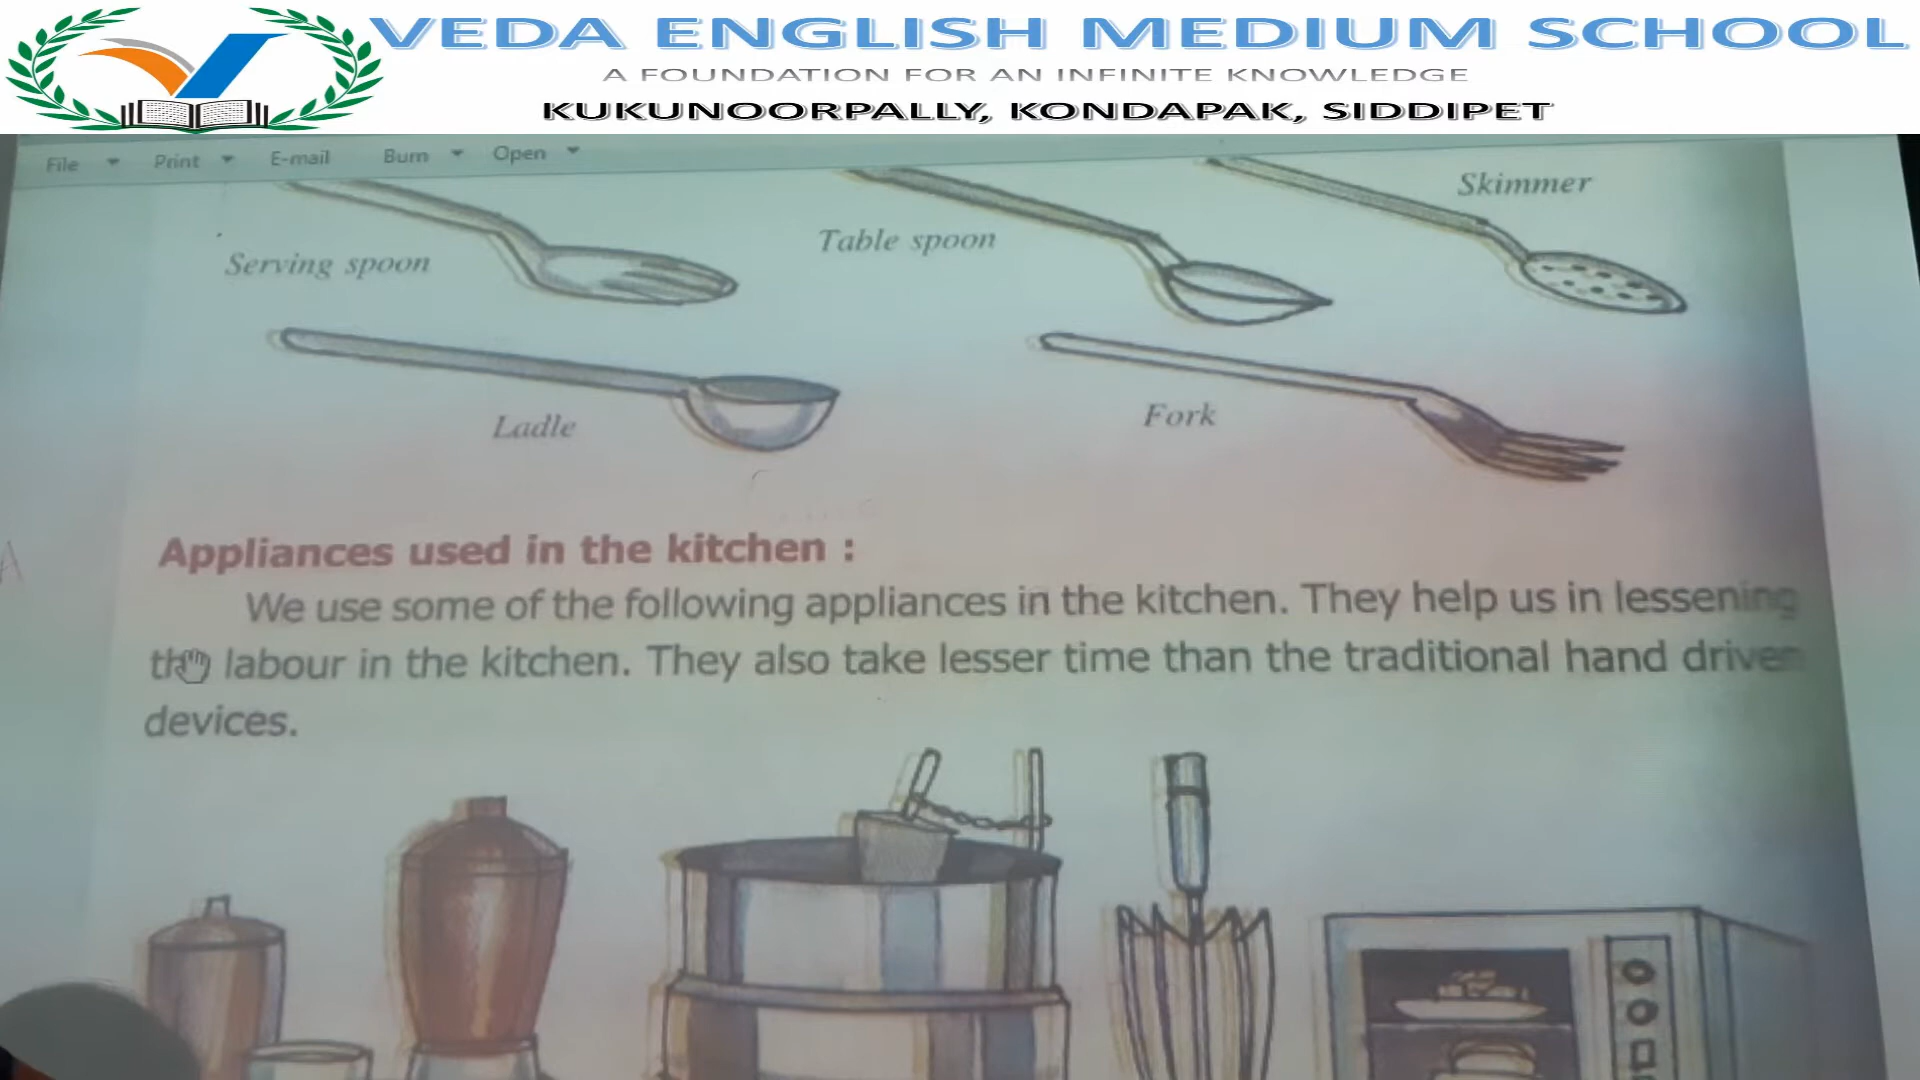 VEDA ENGLISH MEDIUM SCHOOL
A FOUNDATION FOR AN INFINITE KNOWLEDGE
KUKUNOORPALLY, KONDAPAK, SIDDIPET
File Print E-mail Burn Open
Skimmer
Table spoon
Serving spoon
Ladle
Fork
Appliances used in the kitchen :
We use some of the following appliances in the kitchen. They help us in lessening
the labour in the kitchen. They also take lesser time than the traditional hand driven
devices.